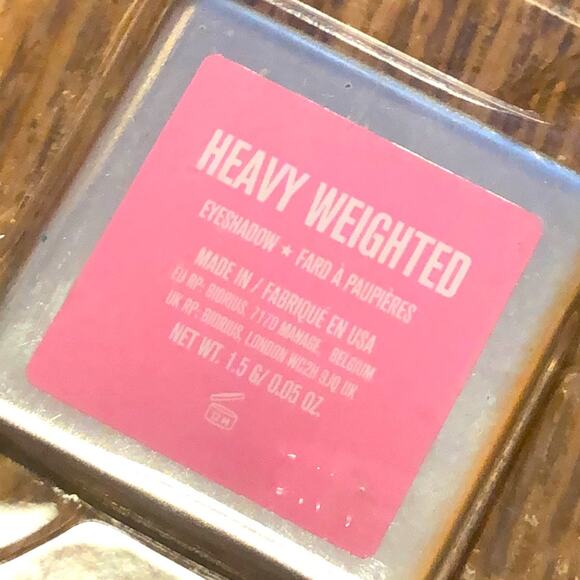 HEAVY WEIGHTED
EYESHADOW ★ FARD À PAUPIÈRES
MADE IN / FABRIQUÉ EN USA
EU RP: BIORIUS, 7170 MANAGE, BELGIUM
UK RP: BIORIUS, LONDON WC2H 9JQ UK
NET WT. 1.5 G/ 0.05 OZ.
12 M